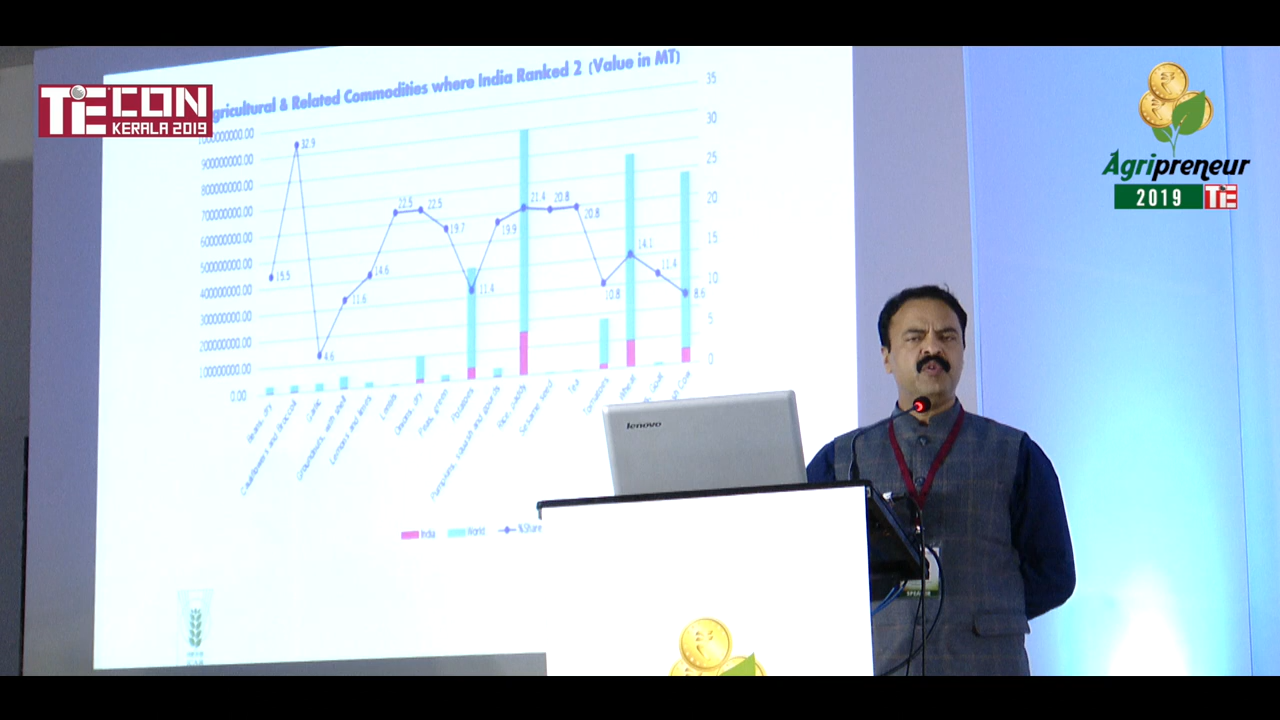 TiECON
KERALA 2019
Agripreneur
2019 TiE
gricultural & Related Commodities where India Ranked 2 (Value in MT)
1000000000.00
900000000.00
800000000.00
700000000.00
600000000.00
500000000.00
400000000.00
300000000.00
200000000.00
100000000.00
0.00
35
30
25
20
15
10
5
0
15.5
32.9
4.6
11.6
14.6
22.5
22.5
19.7
11.4
19.9
21.4
20.8
20.8
10.8
14.1
11.4
8.6
Beans, dry
Cauliflowers and Broccoli
Garlic
Groundnuts, with shell
Lemons and limes
Lentils
Onions, dry
Peas, green
Potatoes
Pumpkins, squash and gourds
Rice, paddy
Sesame seed
Tea
Tomatoes
Wheat
India World %Share
lenovo
SPEAKER